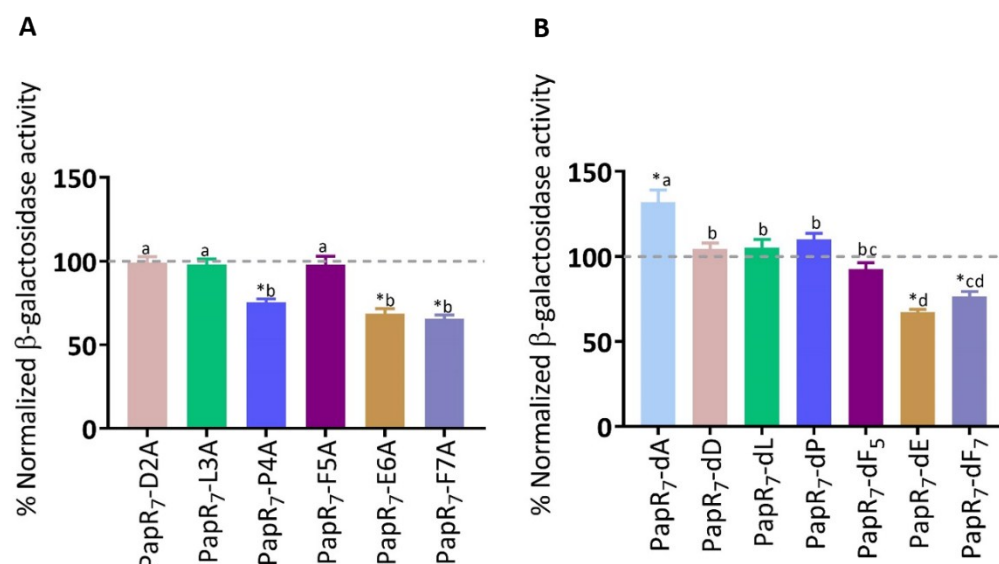 A
% Normalized β-galactosidase activity
150
100
50
0
a
a
*b
a
*b
*b
PapR7-D2A
PapR7-L3A
PapR7-P4A
PapR7-F5A
PapR7-E6A
PapR7-F7A
B
% Normalized β-galactosidase activity
150
100
50
0
*a
b
b
b
bc
*d
*cd
PapR7-dA
PapR7-dD
PapR7-dL
PapR7-dP
PapR7-dF5
PapR7-dE
PapR7-dF7